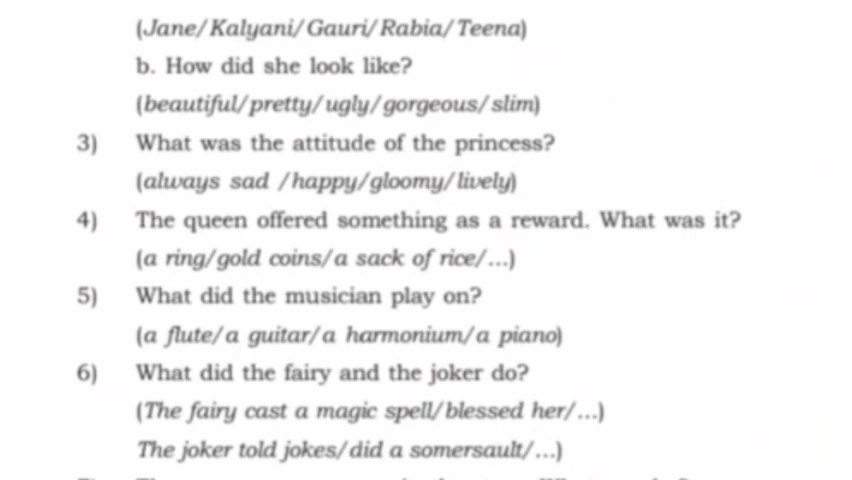 (Jane/Kalyani/Gauri/Rabia/Teena)
b. How did she look like?
(beautiful/pretty/ugly/gorgeous/slim)
3) What was the attitude of the princess?
(always sad /happy/gloomy/lively)
4) The queen offered something as a reward. What was it?
(a ring/gold coins/a sack of rice/...)
5) What did the musician play on?
(a flute/a guitar/a harmonium/a piano)
6) What did the fairy and the joker do?
(The fairy cast a magic spell/blessed her/...)
The joker told jokes/did a somersault/...)